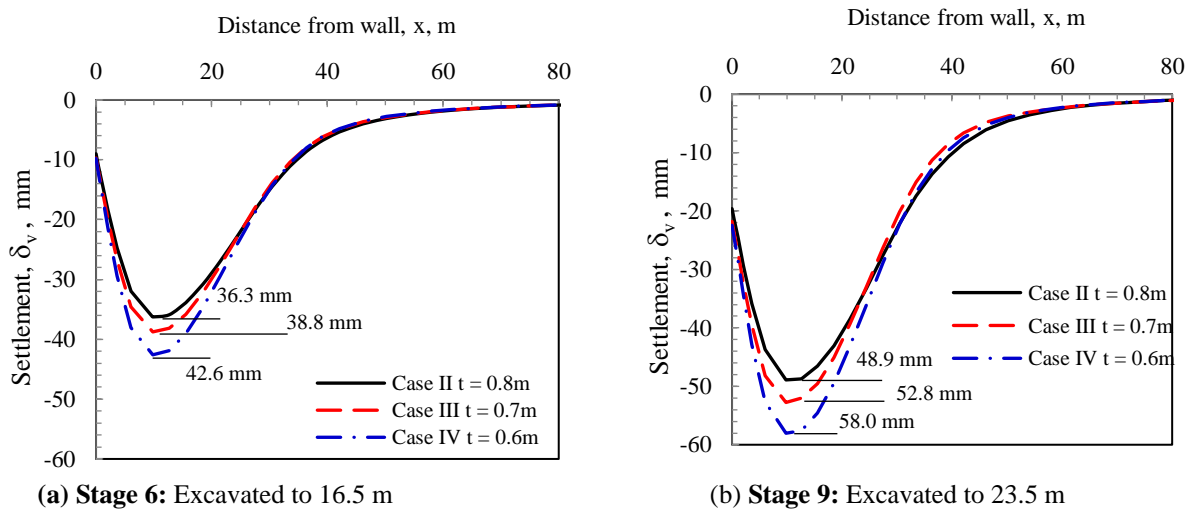 Distance from wall, x, m
0 20 40 60 80
0
-10
-20
-30
-40
-50
-60
Settlement, δv, mm
36.3 mm
38.8 mm
42.6 mm
Case II t = 0.8m
Case III t = 0.7m
Case IV t = 0.6m
(a) Stage 6: Excavated to 16.5 m
Distance from wall, x, m
0 20 40 60 80
0
-10
-20
-30
-40
-50
-60
Settlement, δv, mm
Case II t = 0.8m
Case III t = 0.7m
Case IV t = 0.6m
48.9 mm
52.8 mm
58.0 mm
(b) Stage 9: Excavated to 23.5 m